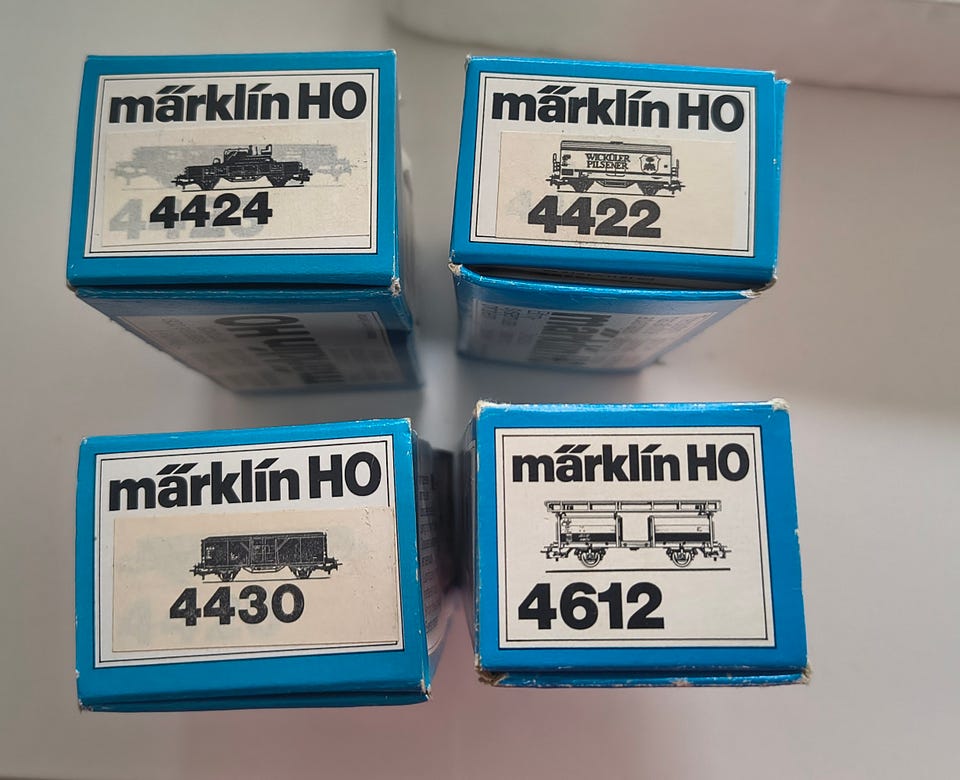 märklin HO
4424
märklin HO
WICKÜLER
PILSENER
4422
märklin HO
4430
märklin HO
4612